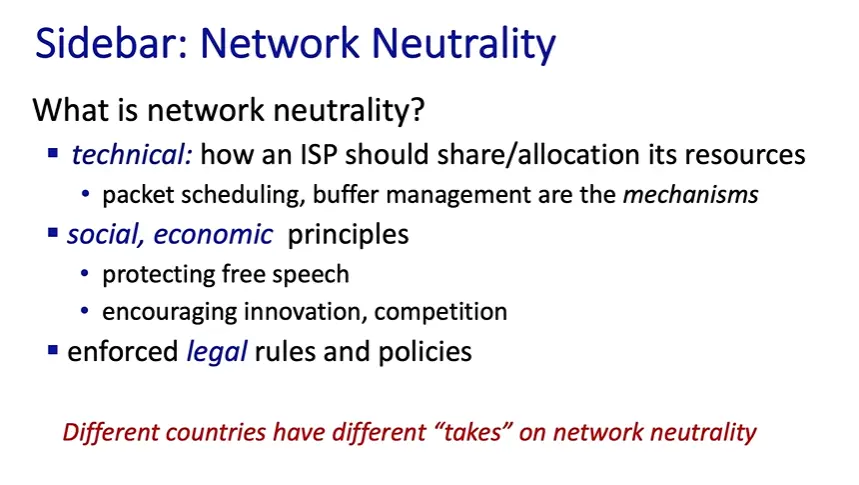 Sidebar: Network Neutrality
What is network neutrality?
▪ technical: how an ISP should share/allocation its resources
• packet scheduling, buffer management are the mechanisms
▪ social, economic principles
• protecting free speech
• encouraging innovation, competition
▪ enforced legal rules and policies
Different countries have different “takes” on network neutrality